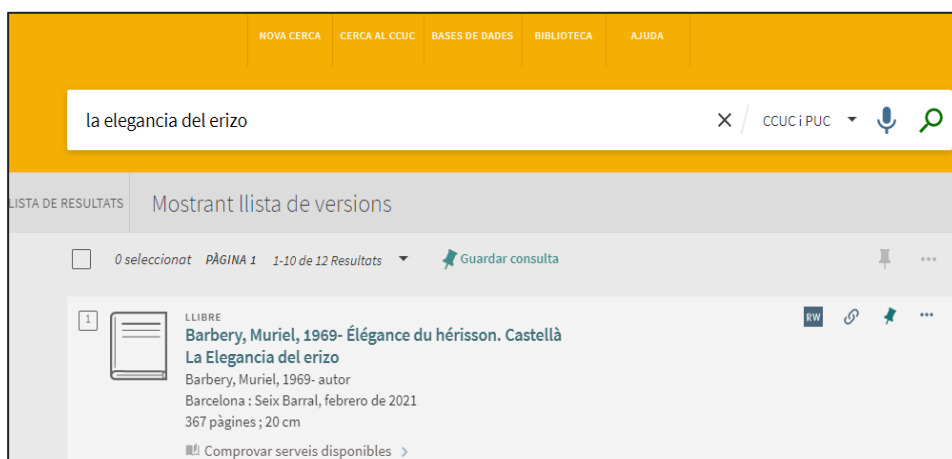 NOVA CERCA CERCA AL CCUC BASES DE DADES BIBLIOTECA AJUDA
la elegancia del erizo CCUC i PUC
LISTA DE RESULTATS Mostrant llista de versions
0 seleccionat PÀGINA 1 1-10 de 12 Resultats Guardar consulta
1 LLIBRE RW
Barbery, Muriel, 1969- Élégance du hérisson. Castellà
La Elegancia del erizo
Barbery, Muriel, 1969- autor
Barcelona : Seix Barral, febrero de 2021
367 pàgines ; 20 cm
Comprovar serveis disponibles